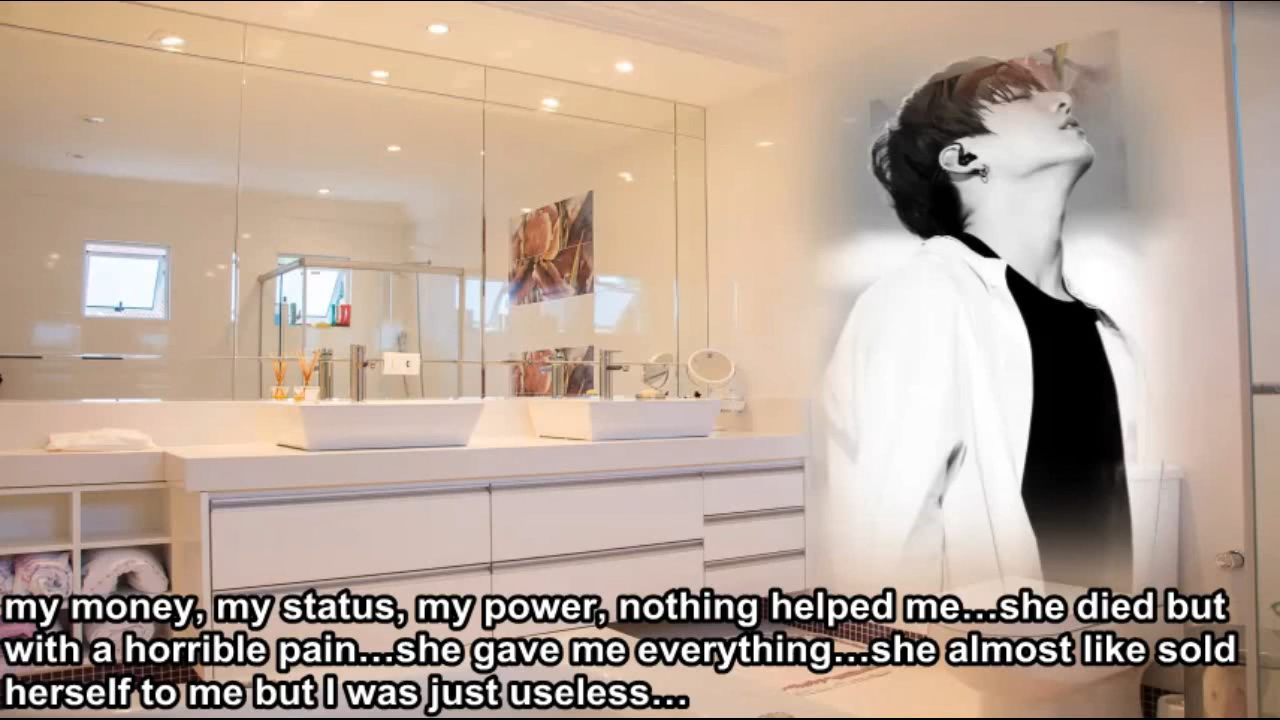 my money, my status, my power, nothing helped me...she died but
with a horrible pain...she gave me everything...she almost like sold
herself to me but I was just useless...